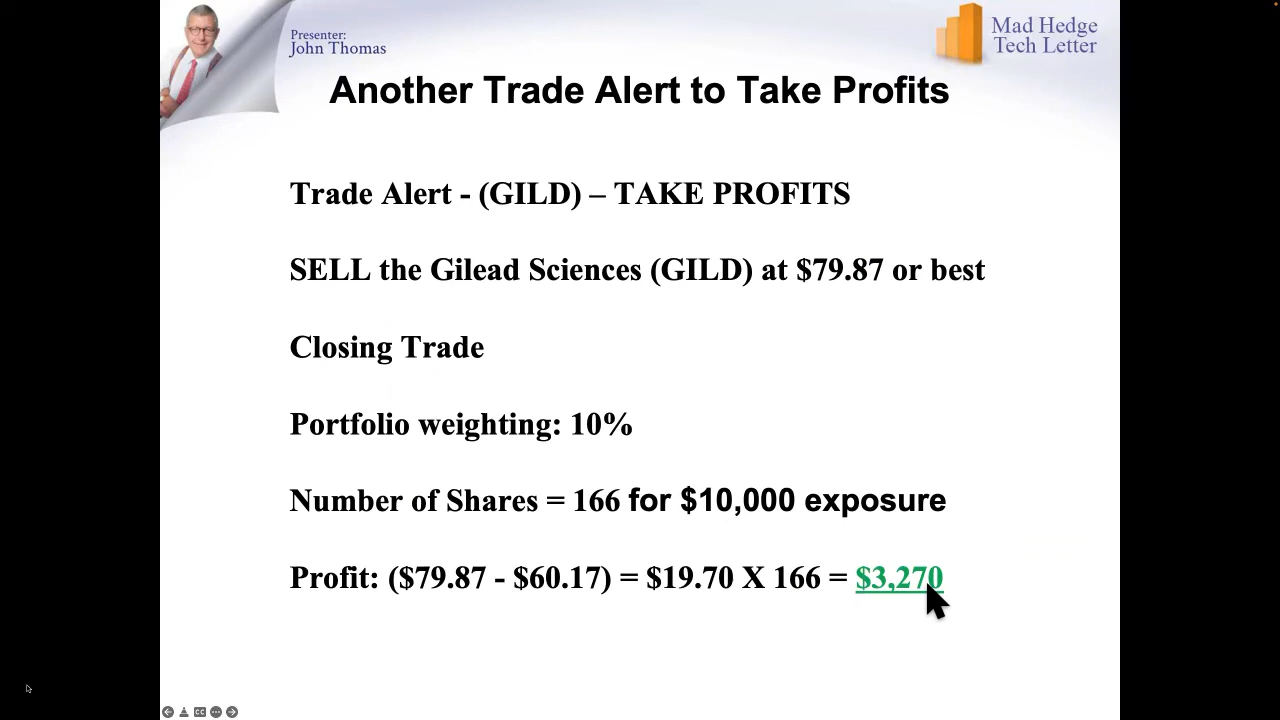 Presenter:
John Thomas
Mad Hedge
Tech Letter
Another Trade Alert to Take Profits
Trade Alert - (GILD) – TAKE PROFITS
SELL the Gilead Sciences (GILD) at $79.87 or best
Closing Trade
Portfolio weighting: 10%
Number of Shares = 166 for $10,000 exposure
Profit: ($79.87 - $60.17) = $19.70 X 166 = $3,270
CC